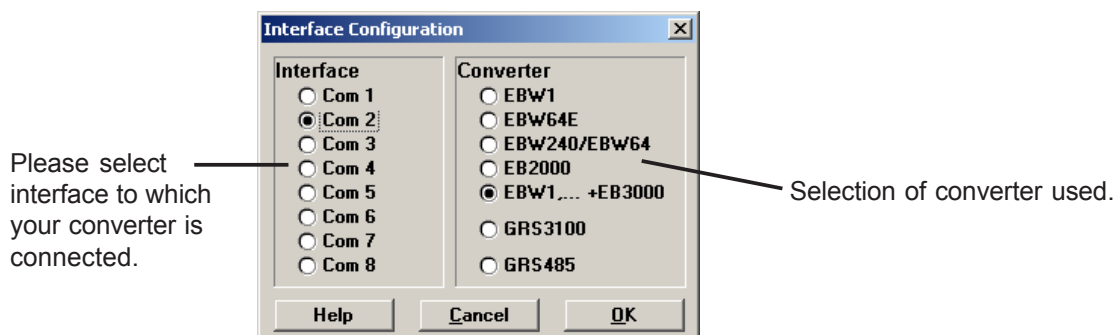 Interface Configuration
Interface
Com 1
Com 2
Com 3
Com 4
Com 5
Com 6
Com 7
Com 8
Converter
EBW1
EBW64E
EBW240/EBW64
EB2000
EBW1,... +EB3000
GRS3100
GRS485
Help
Cancel
OK
Please select
interface to which
your converter is
connected.
Selection of converter used.